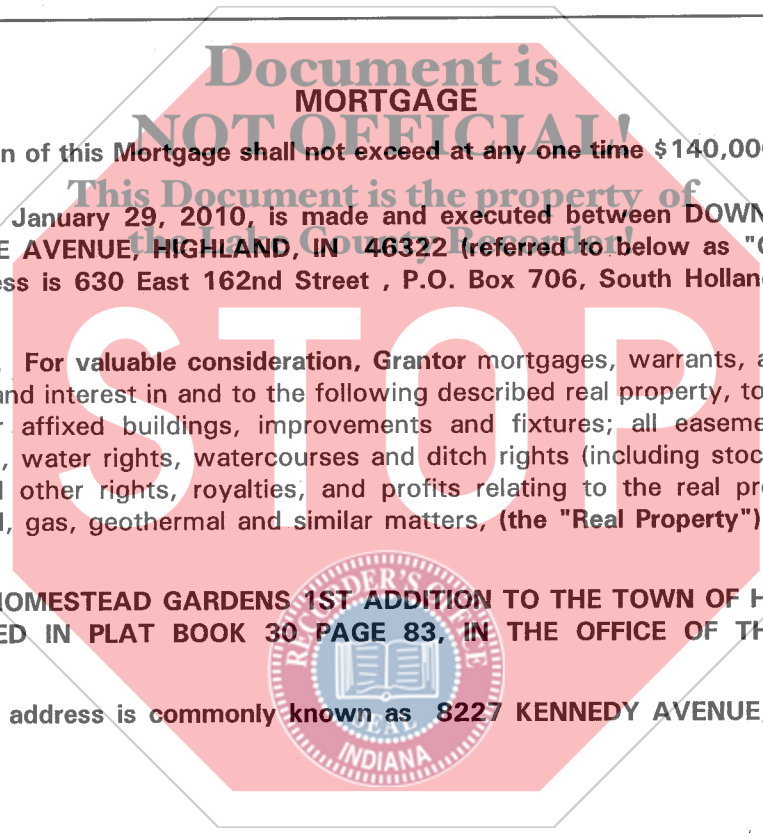 Document is
MORTGAGE
NOT OFFICIAL!
n of this Mortgage shall not exceed at any one time $140,00
This Document is the property of
January 29, 2010, is made and executed between DOWN
the Lake County Recorder!
E AVENUE, HIGHLAND, IN 46322 (referred to below as "G
ess is 630 East 162nd Street , P.O. Box 706, South Hollan
For valuable consideration, Grantor mortgages, warrants, a
and interest in and to the following described real property, to
r affixed buildings, improvements and fixtures; all easeme
, water rights, watercourses and ditch rights (including stoc
l other rights, royalties, and profits relating to the real pr
l, gas, geothermal and similar matters, (the "Real Property")
STOP
HOMESTEAD GARDENS 1ST ADDITION TO THE TOWN OF H
ED IN PLAT BOOK 30 PAGE 83, IN THE OFFICE OF TH
address is commonly known as 8227 KENNEDY AVENUE,
RECORDER'S OFFICE
SEAL
INDIANA